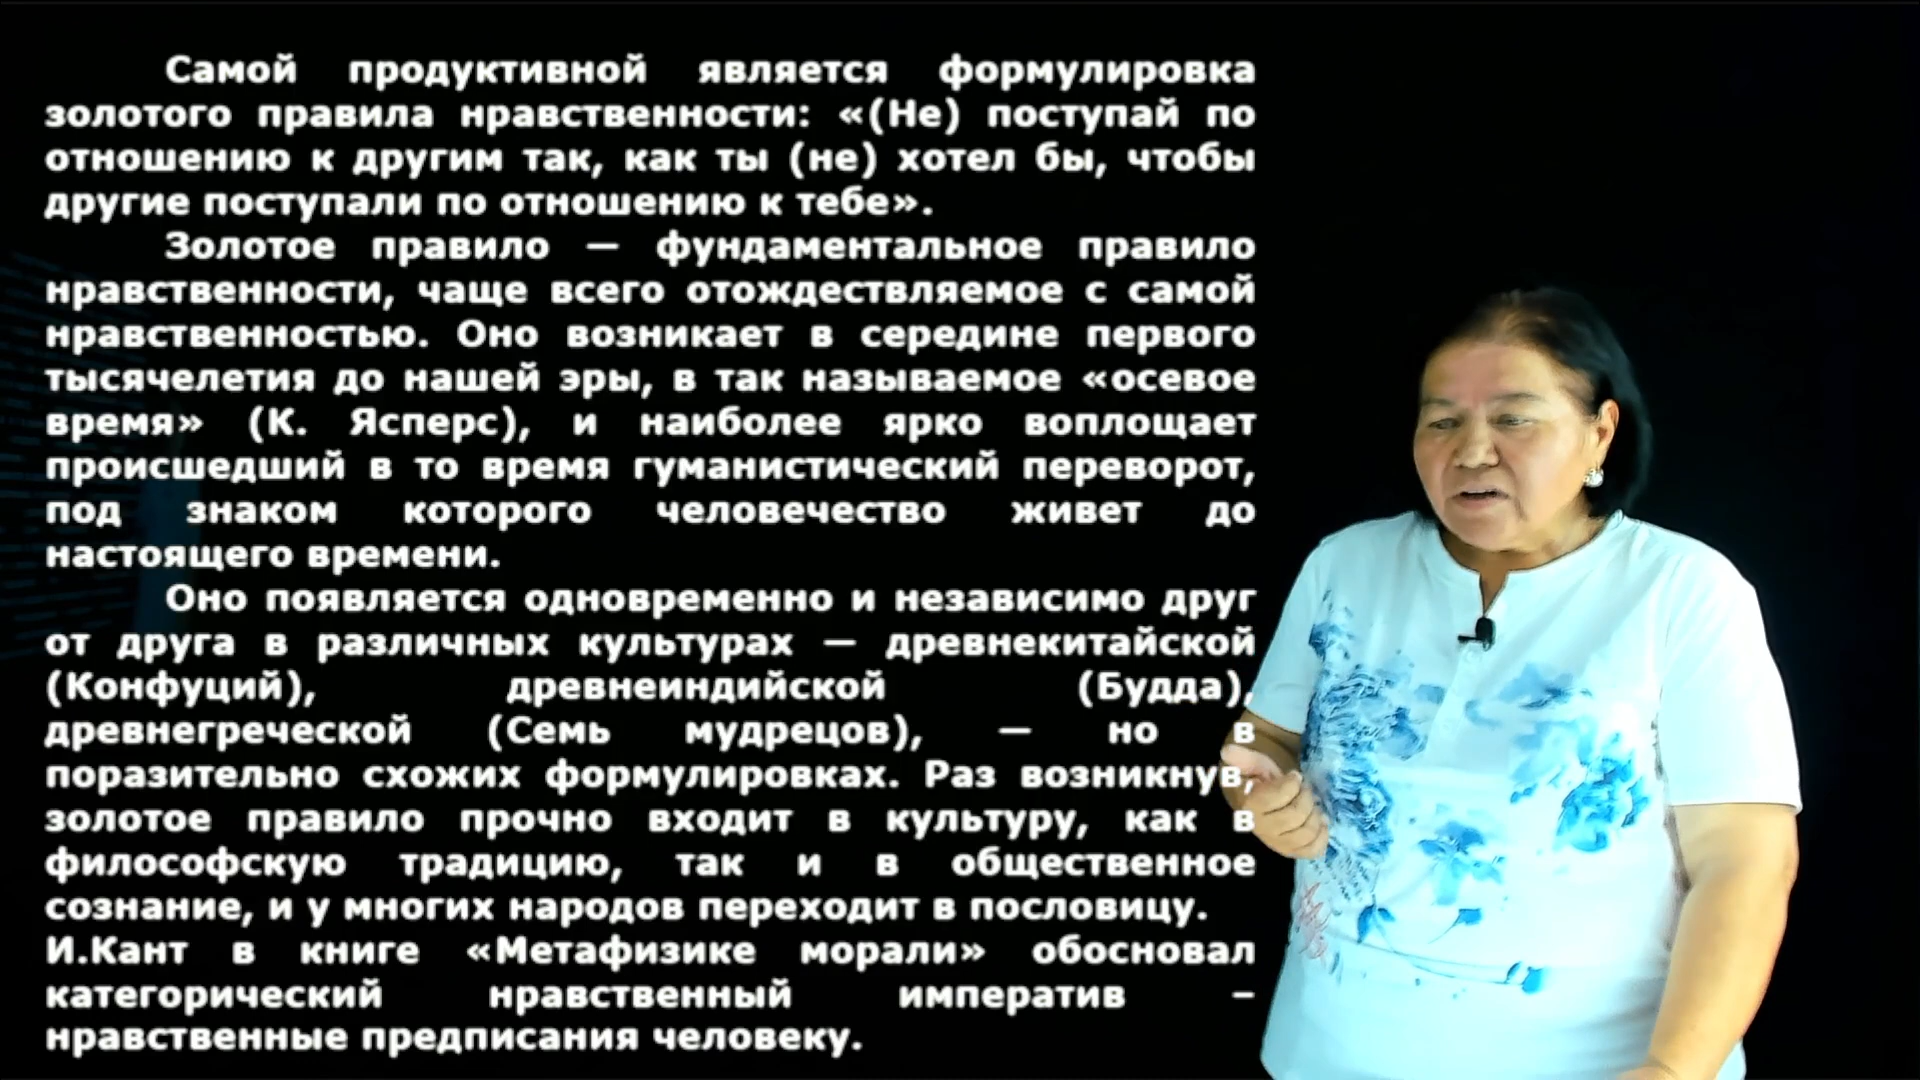 Самой продуктивной является формулировка
золотого правила нравственности: «(Не) поступай по
отношению к другим так, как ты (не) хотел бы, чтобы
другие поступали по отношению к тебе».
Золотое правило — фундаментальное правило
нравственности, чаще всего отождествляемое с самой
нравственностью. Оно возникает в середине первого
тысячелетия до нашей эры, в так называемое «осевое
время» (К. Ясперс), и наиболее ярко воплощает
происшедший в то время гуманистический переворот,
под знаком которого человечество живет до
настоящего времени.
Оно появляется одновременно и независимо друг
от друга в различных культурах — древнекитайской
(Конфуций), древнеиндийской (Будда),
древнегреческой (Семь мудрецов), — но в
поразительно схожих формулировках. Раз возникнув,
золотое правило прочно входит в культуру, как в
философскую традицию, так и в общественное
сознание, и у многих народов переходит в пословицу.
И.Кант в книге «Метафизике морали» обосновал
категорический нравственный императив –
нравственные предписания человеку.